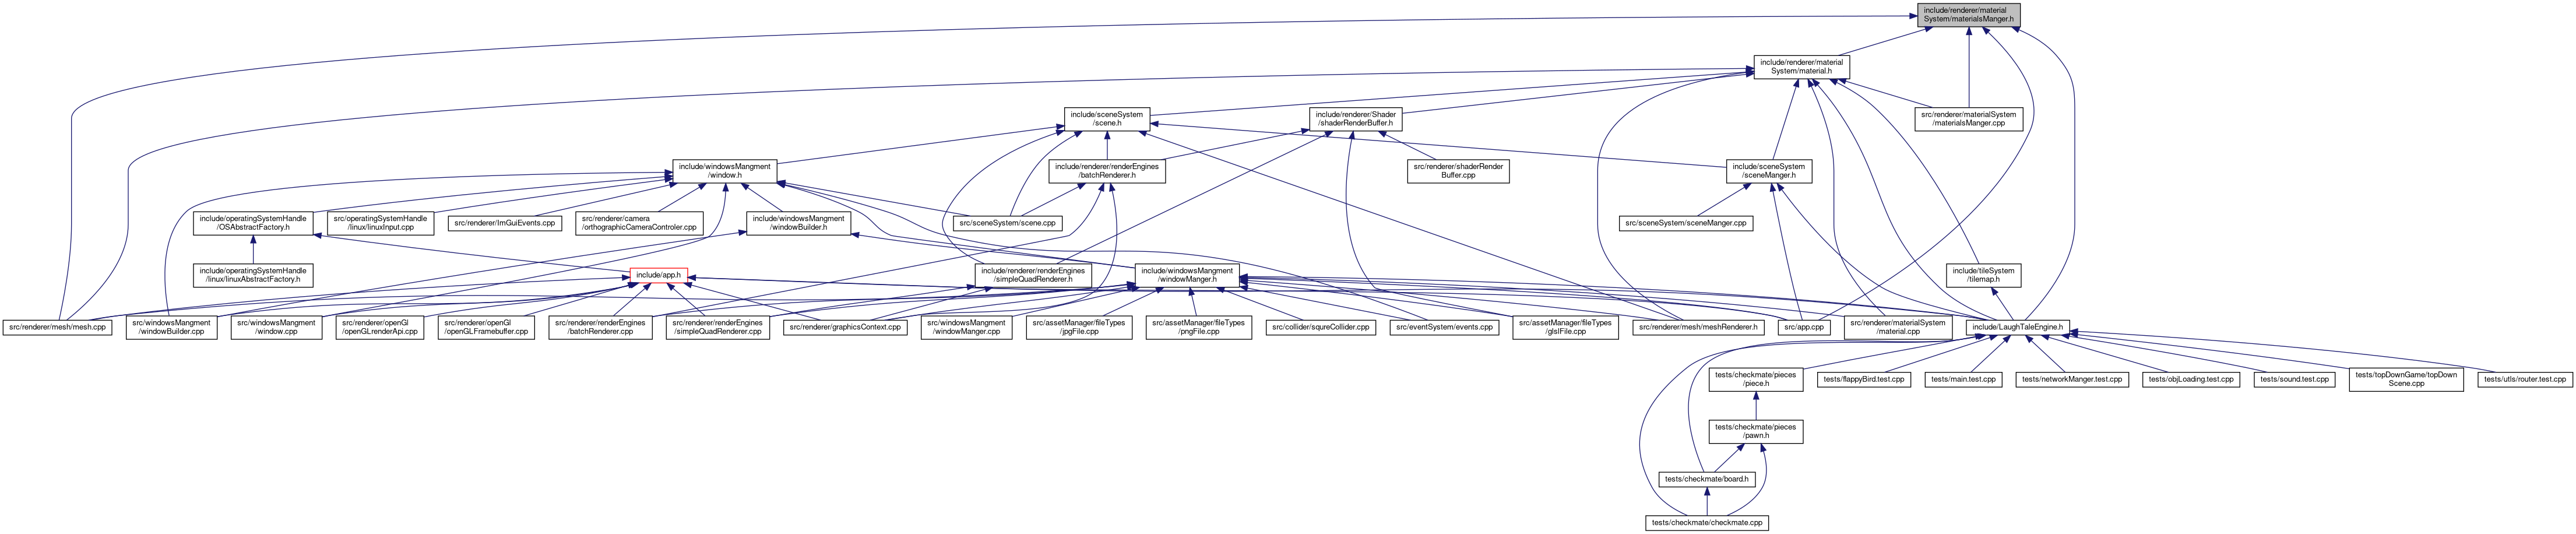 include/renderer/material
System/materialsManger.h
include/renderer/material
System/material.h
include/sceneSystem
/scene.h
include/renderer/Shader
/shaderRenderBuffer.h
src/renderer/materialSystem
/materialsManger.cpp
include/windowsMangment
/window.h
include/renderer/renderEngines
/batchRenderer.h
src/renderer/shaderRender
Buffer.cpp
include/sceneSystem
/sceneManger.h
include/operatingSystemHandle
/OSAbstractFactory.h
src/operatingSystemHandle
/linux/linuxInput.cpp
src/renderer/ImGuiEvents.cpp
src/renderer/camera
/orthographicCameraControler.cpp
include/windowsMangment
/windowBuilder.h
src/sceneSystem/scene.cpp
src/sceneSystem/sceneManger.cpp
include/operatingSystemHandle
/linux/linuxAbstractFactory.h
include/app.h
include/renderer/renderEngines
/simpleQuadRenderer.h
include/windowsMangment
/windowManger.h
include/tileSystem
/tilemap.h
src/renderer/mesh/mesh.cpp
src/windowsMangment
/windowBuilder.cpp
src/windowsMangment
/window.cpp
src/renderer/openGl
/openGLrenderApi.cpp
src/renderer/openGl
/openGLFramebuffer.cpp
src/renderer/renderEngines
/batchRenderer.cpp
src/renderer/renderEngines
/simpleQuadRenderer.cpp
src/renderer/graphicsContext.cpp
src/windowsMangment
/windowManger.cpp
src/assetManager/fileTypes
/jpgFile.cpp
src/assetManager/fileTypes
/pngFile.cpp
src/collider/squreCollider.cpp
src/eventSystem/events.cpp
src/assetManager/fileTypes
/glslFile.cpp
src/renderer/mesh/meshRenderer.h
src/app.cpp
src/renderer/materialSystem
/material.cpp
include/LaughTaleEngine.h
tests/checkmate/pieces
/piece.h
tests/flappyBird.test.cpp
tests/main.test.cpp
tests/networkManger.test.cpp
tests/objLoading.test.cpp
tests/sound.test.cpp
tests/topDownGame/topDown
Scene.cpp
tests/utls/router.test.cpp
tests/checkmate/pieces
/pawn.h
tests/checkmate/board.h
tests/checkmate/checkmate.cpp